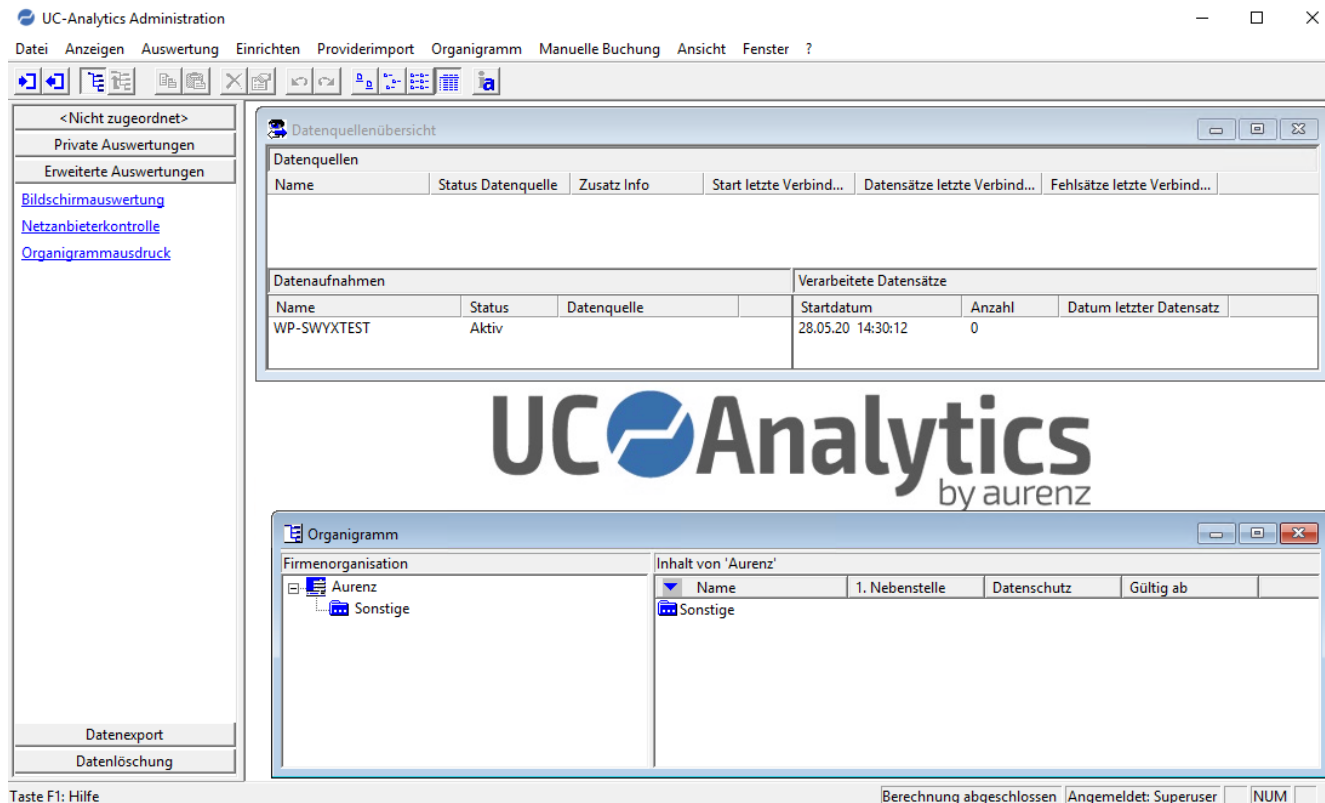 UC-Analytics Administration
Datei Anzeigen Auswertung Einrichten Providerimport Organigramm Manuelle Buchung Ansicht Fenster ?
<Nicht zugeordnet>
Private Auswertungen
Erweiterte Auswertungen
Bildschirmauswertung
Netzanbieterkontrolle
Organigrammausdruck
Datenexport
Datenlöschung
Datenquellenübersicht
Datenquellen
Name Status Datenquelle Zusatz Info Start letzte Verbind... Datensätze letzte Verbind... Fehlsätze letzte Verbind...
Datenaufnahmen Verarbeitete Datensätze
Name Status Datenquelle Startdatum Anzahl Datum letzter Datensatz
WP-SWYXTEST Aktiv 28.05.20 14:30:12 0
UC Analytics
by aurenz
Organigramm
Firmenorganisation Inhalt von 'Aurenz'
Aurenz Name 1. Nebenstelle Datenschutz Gültig ab
Sonstige Sonstige
Taste F1: Hilfe Berechnung abgeschlossen Angemeldet: Superuser NUM